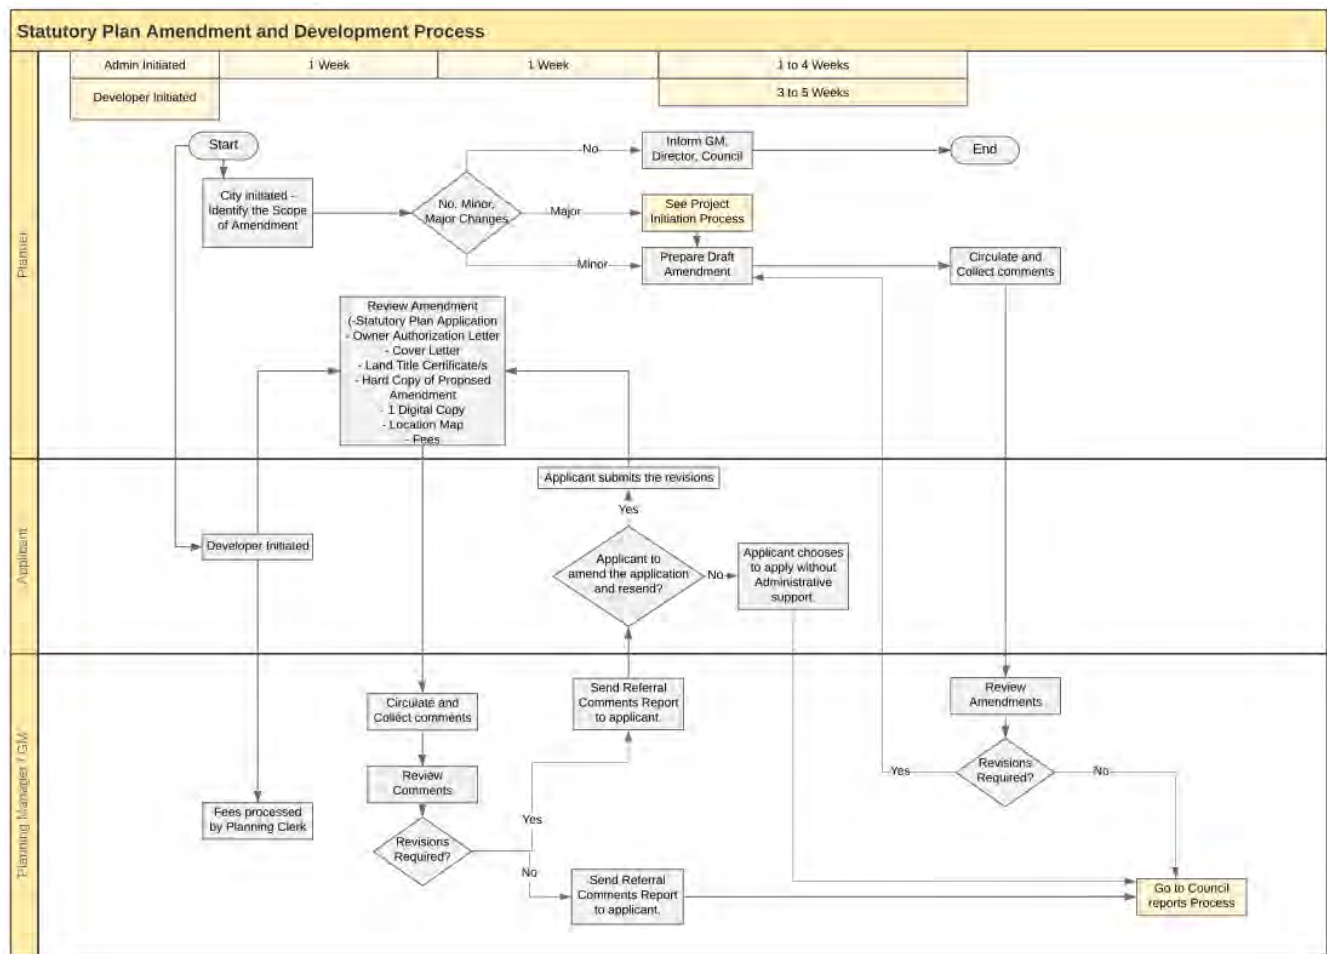 Statutory Plan Amendment and Development Process
Admin Initiated
1 Week
1 Week
1 to 4 Weeks
Developer Initiated
3 to 5 Weeks
Planner
Start
City initiated -
Identify the Scope
of Amendment
No, Minor,
Major Changes
No
Inform GM,
Director, Council
End
Major
See Project
Initiation Process
Minor
Prepare Draft
Amendment
Circulate and
Collect comments
Review Amendment
(-Statutory Plan Application
- Owner Authorization Letter
- Cover Letter
- Land Title Certificate/s
- Hard Copy of Proposed
Amendment
- 1 Digital Copy
- Location Map
- Fees
Applicant
Applicant submits the revisions
Yes
Developer Initiated
Applicant to
amend the application
and resend?
No
Applicant chooses
to apply without
Administrative
support.
Planning Manager / GM
Circulate and
Collect comments
Send Referral
Comments Report
to applicant.
Review
Amendments
Review
Comments
Revisions
Required?
Yes
No
Fees processed
by Planning Clerk
Yes
Revisions
Required?
No
Send Referral
Comments Report
to applicant.
Go to Council
reports Process